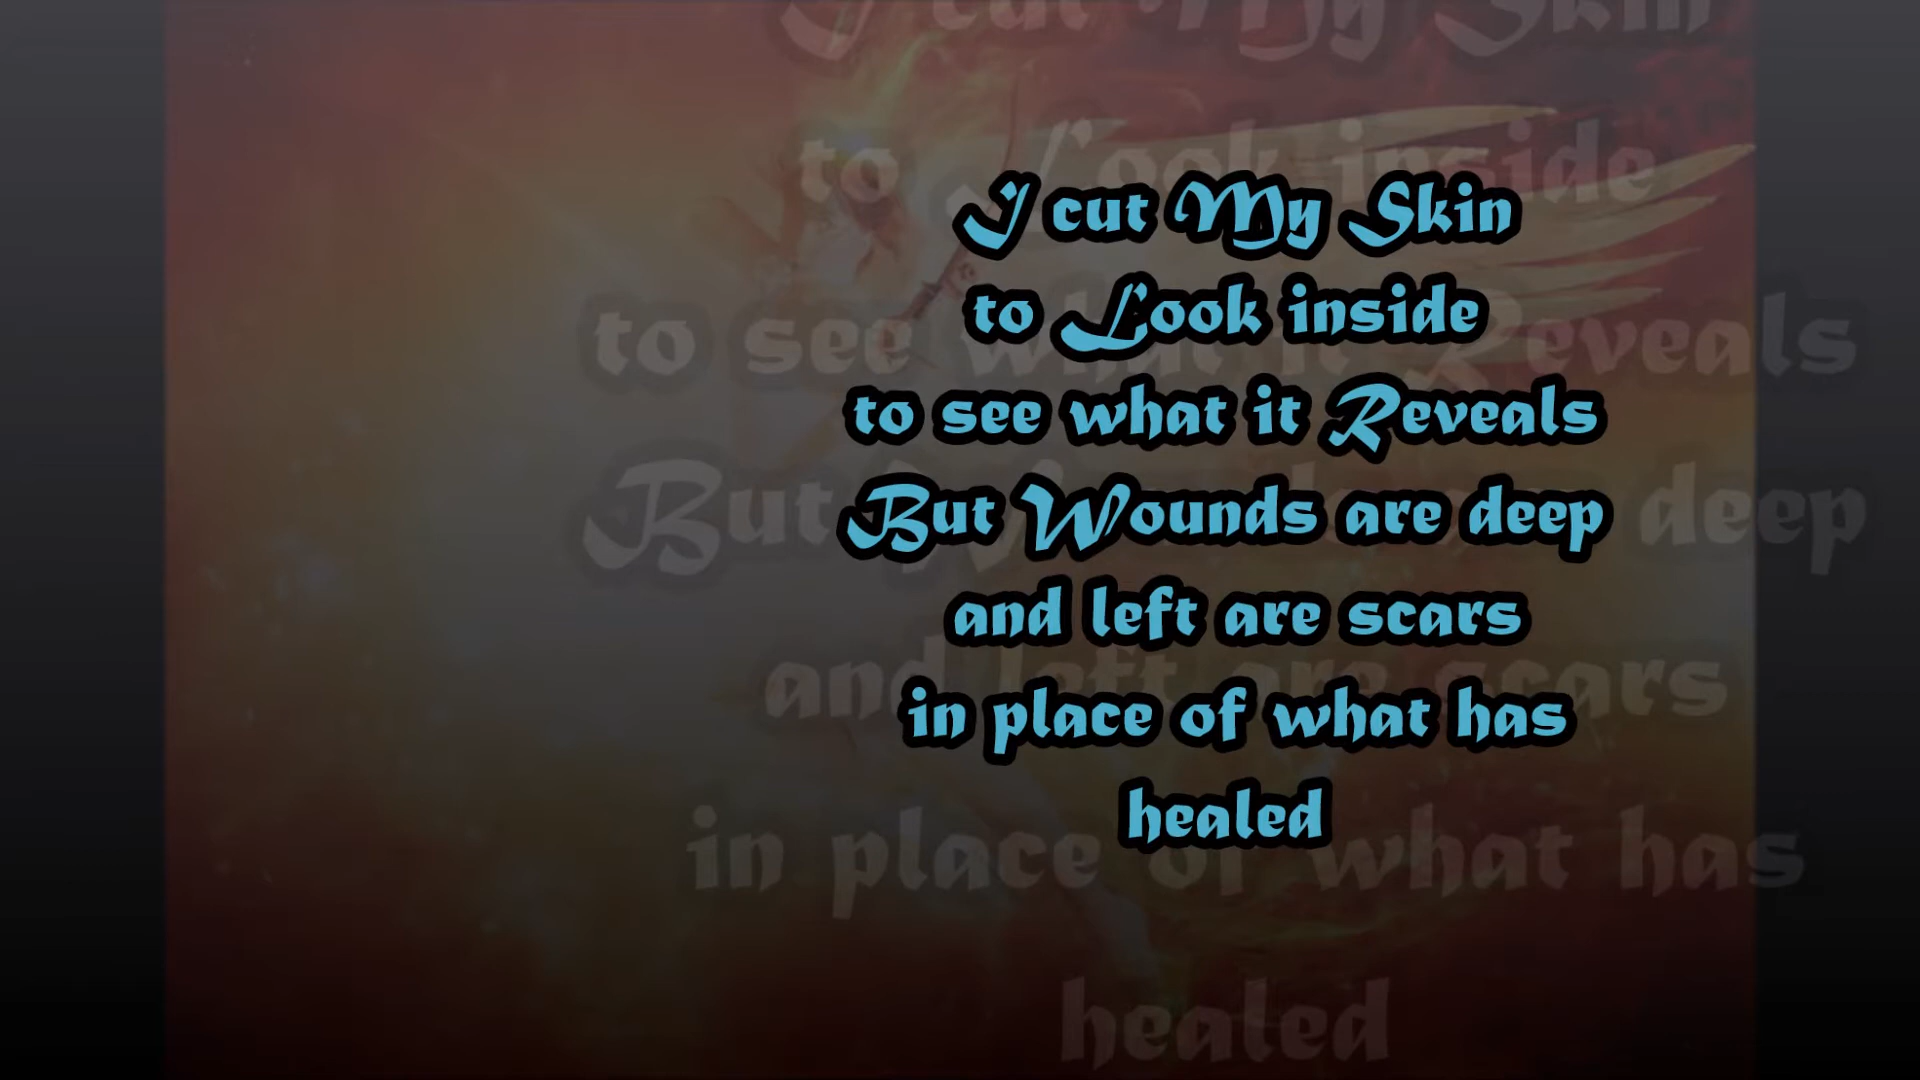 I cut My Skin
to Look inside
to see what it Reveals
But Wounds are deep
and left are scars
in place of what has
healed